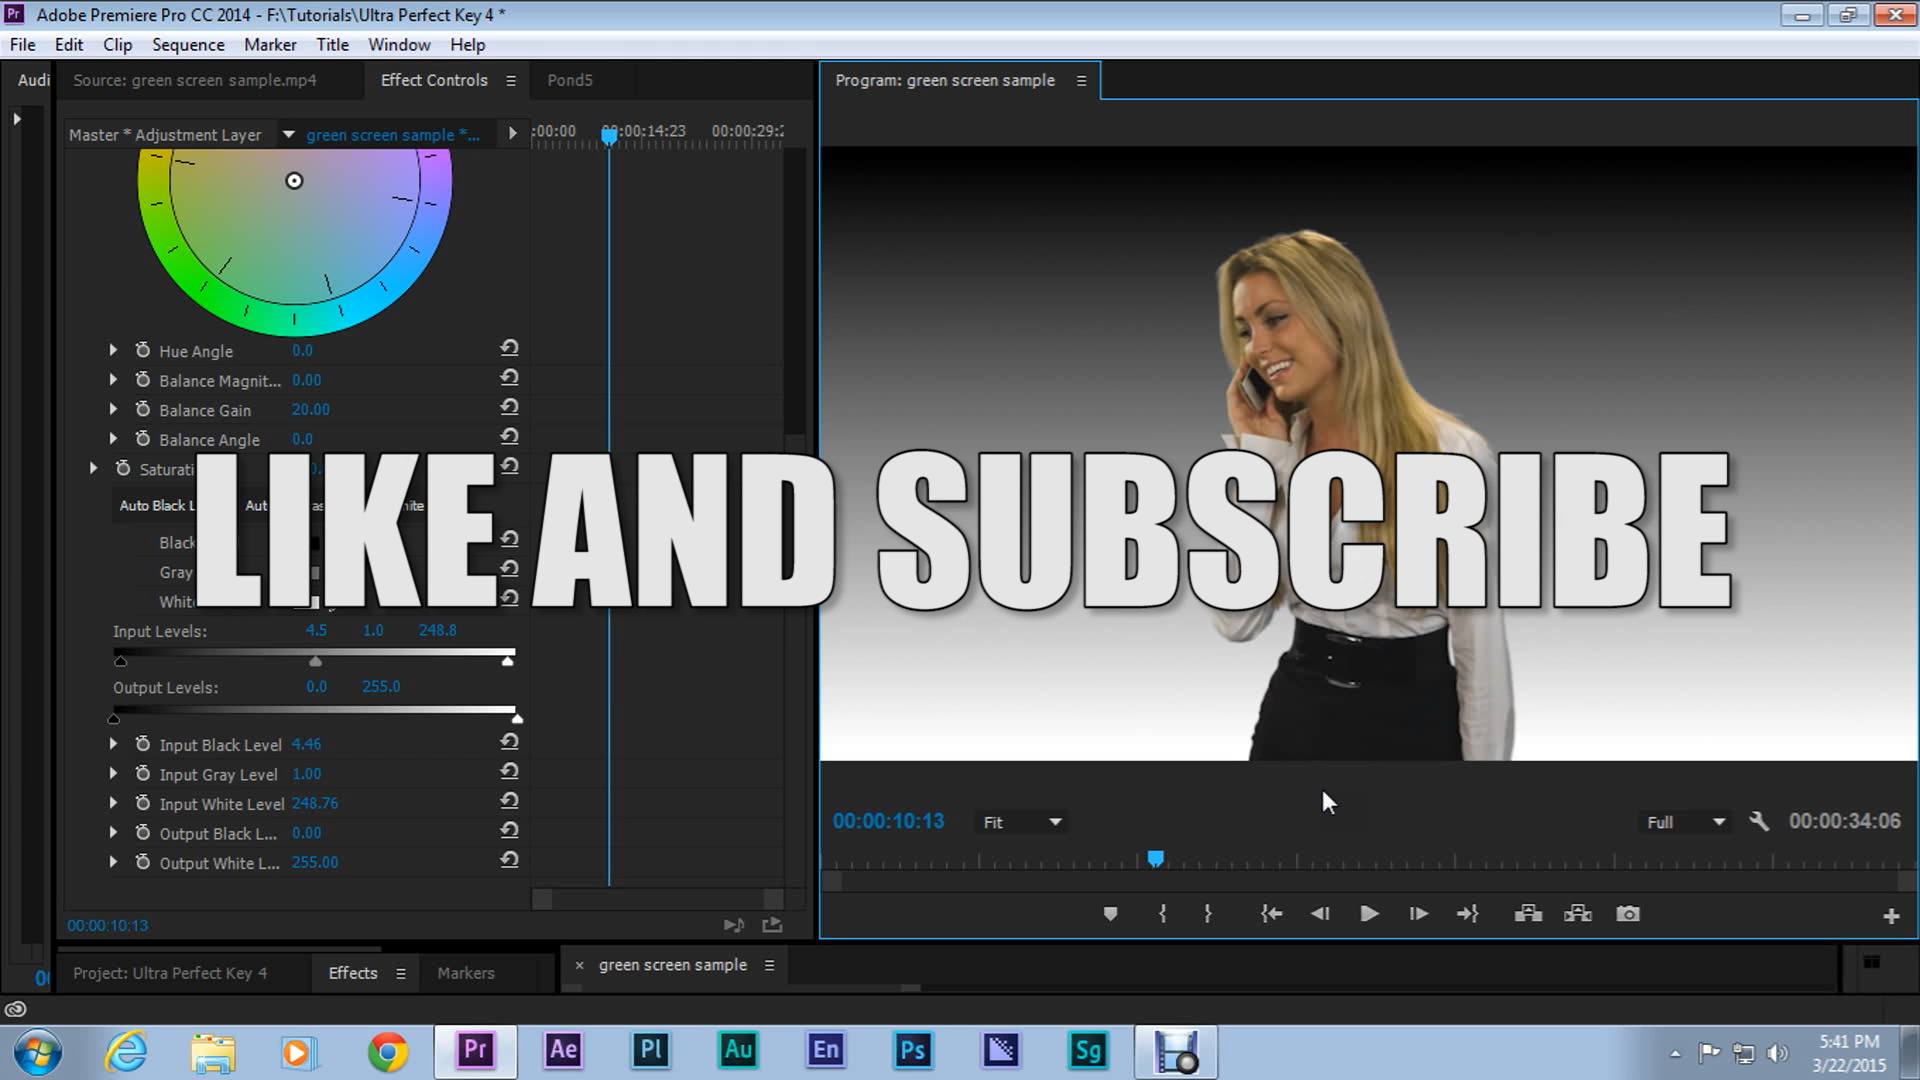 Pr Adobe Premiere Pro CC 2014 - F:\Tutorials\Ultra Perfect Key 4 *
File Edit Clip Sequence Marker Title Window Help
Audi Source: green screen sample.mp4 Effect Controls Pond5 Program: green screen sample
Master * Adjustment Layer green screen sample *... :00:00 00:00:14:23 00:00:29:2
Hue Angle 0.0
Balance Magnit... 0.00
Balance Gain 20.00
Balance Angle 0.0
Saturati
LIKE AND SUBSCRIBE
Auto Black L
Black
Gray
White
Input Levels: 4.5 1.0 248.8
Output Levels: 0.0 255.0
Input Black Level 4.46
Input Gray Level 1.00
Input White Level 248.76
Output Black L... 0.00
Output White L... 255.00
00:00:10:13 Fit Full 00:00:34:06
00:00:10:13
Project: Ultra Perfect Key 4 Effects Markers × green screen sample
Pr Ae Pl Au En Ps Sg
5:41 PM
3/22/2015